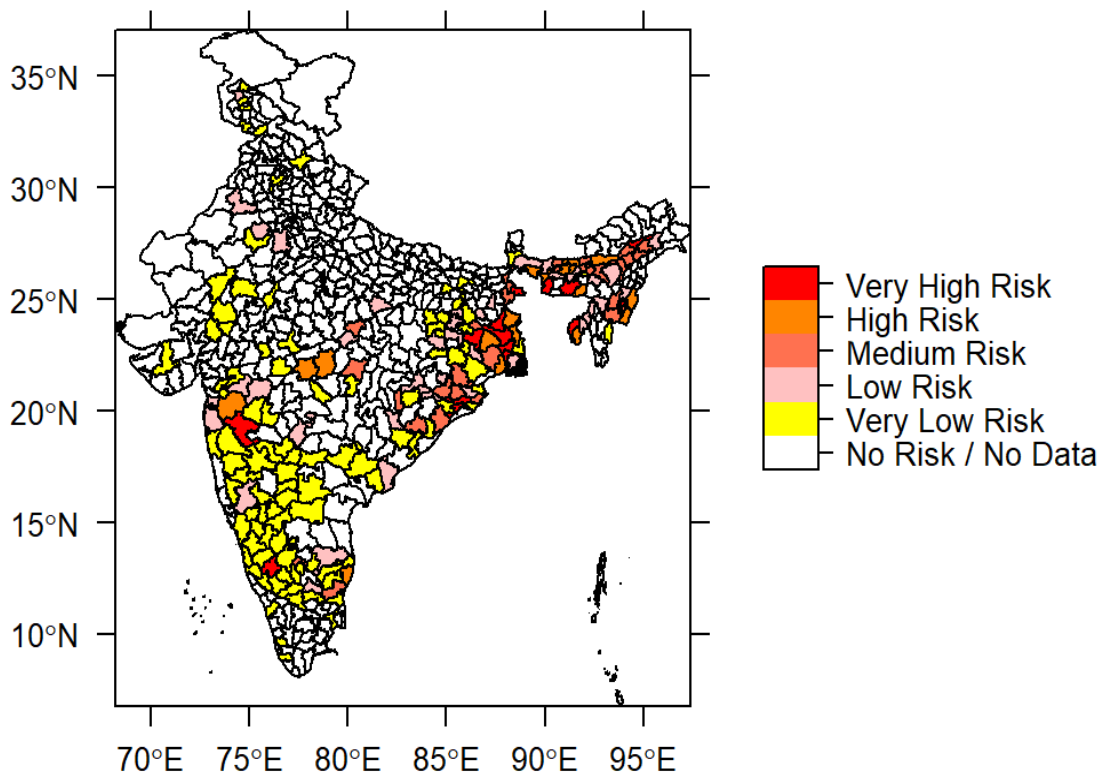 35°N
30°N
25°N
20°N
15°N
10°N
70°E 75°E 80°E 85°E 90°E 95°E
Very High Risk
High Risk
Medium Risk
Low Risk
Very Low Risk
No Risk / No Data